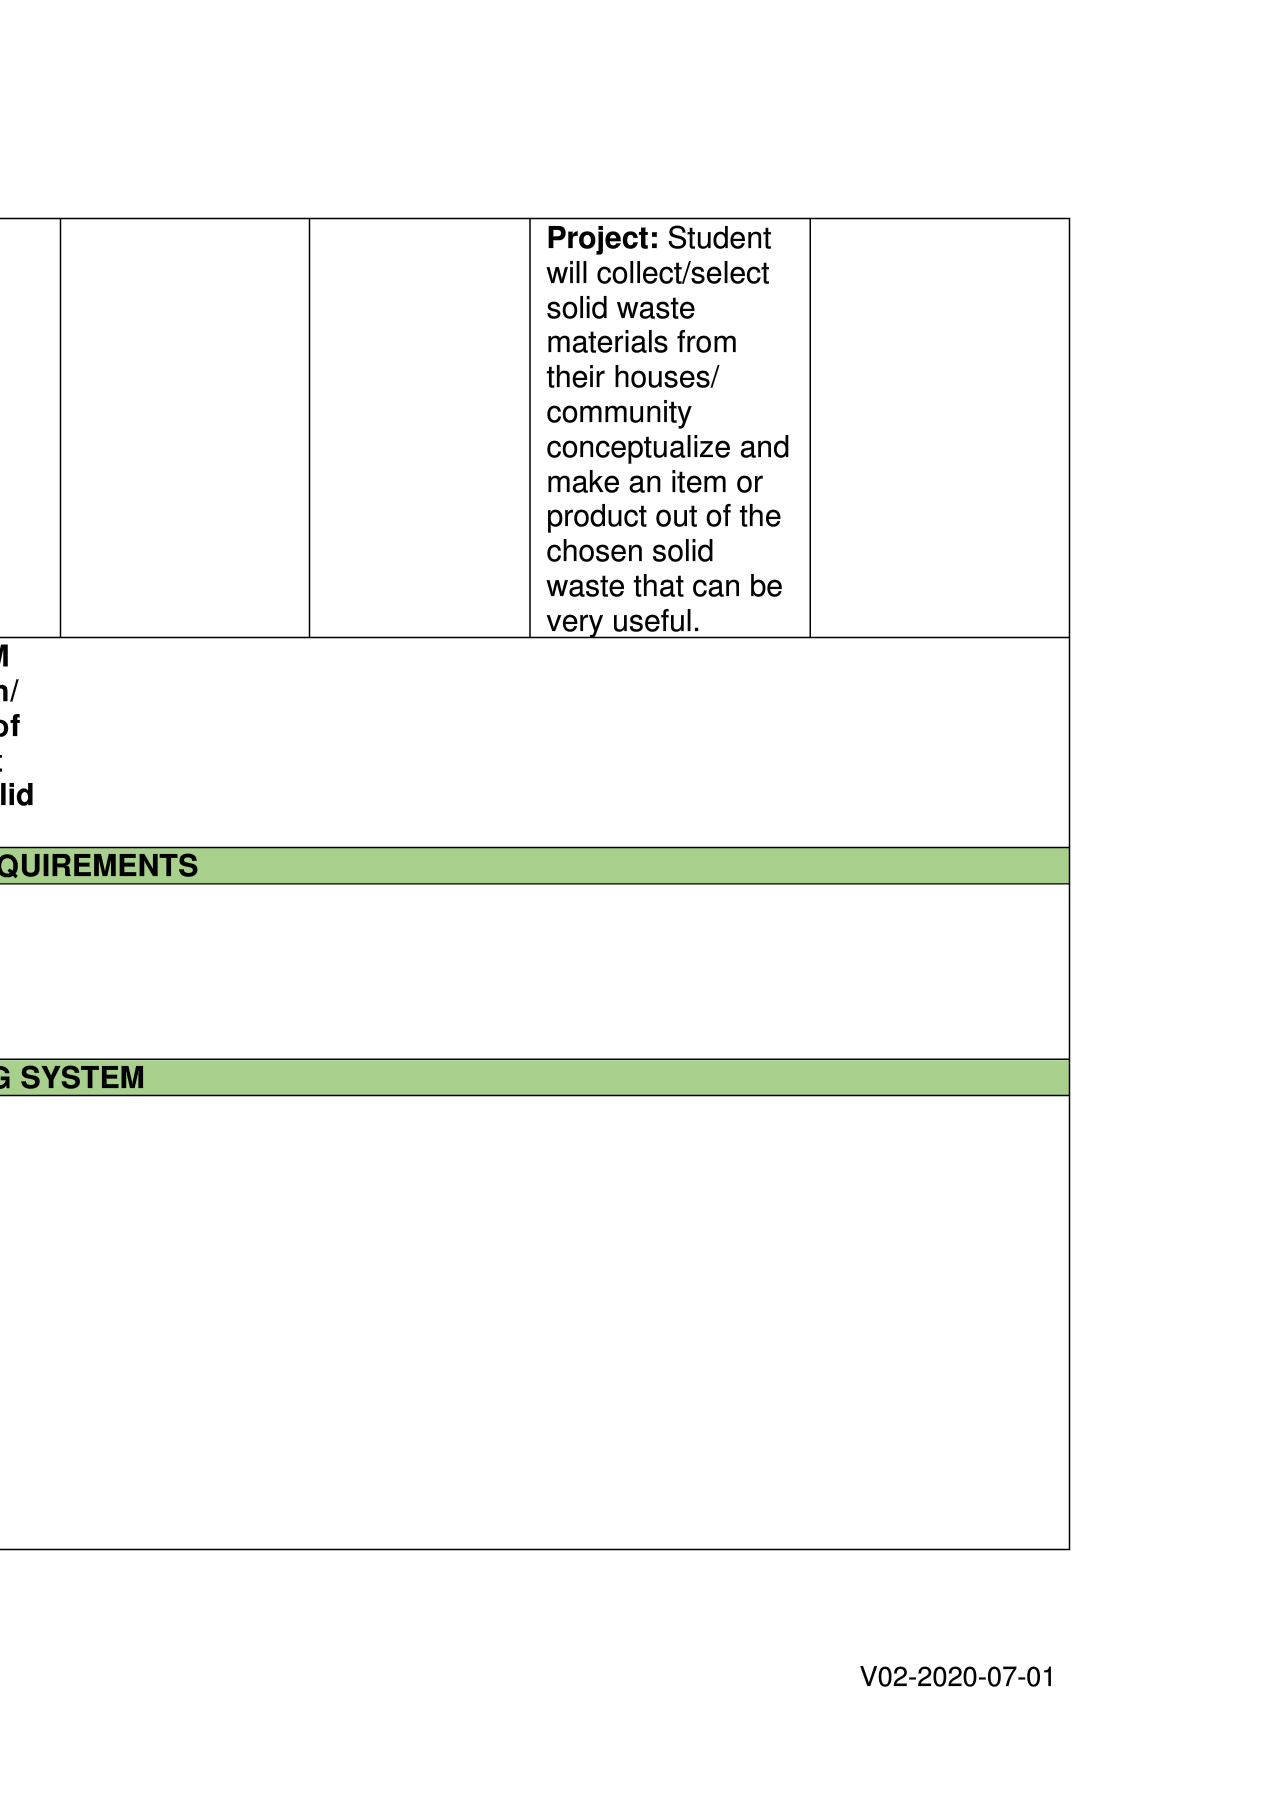 Project: Student
will collect/select
solid waste
materials from
their houses/
community
conceptualize and
make an item or
product out of the
chosen solid
waste that can be
very useful.
M
n/
of
lid
QUIREMENTS
G SYSTEM
V02-2020-07-01